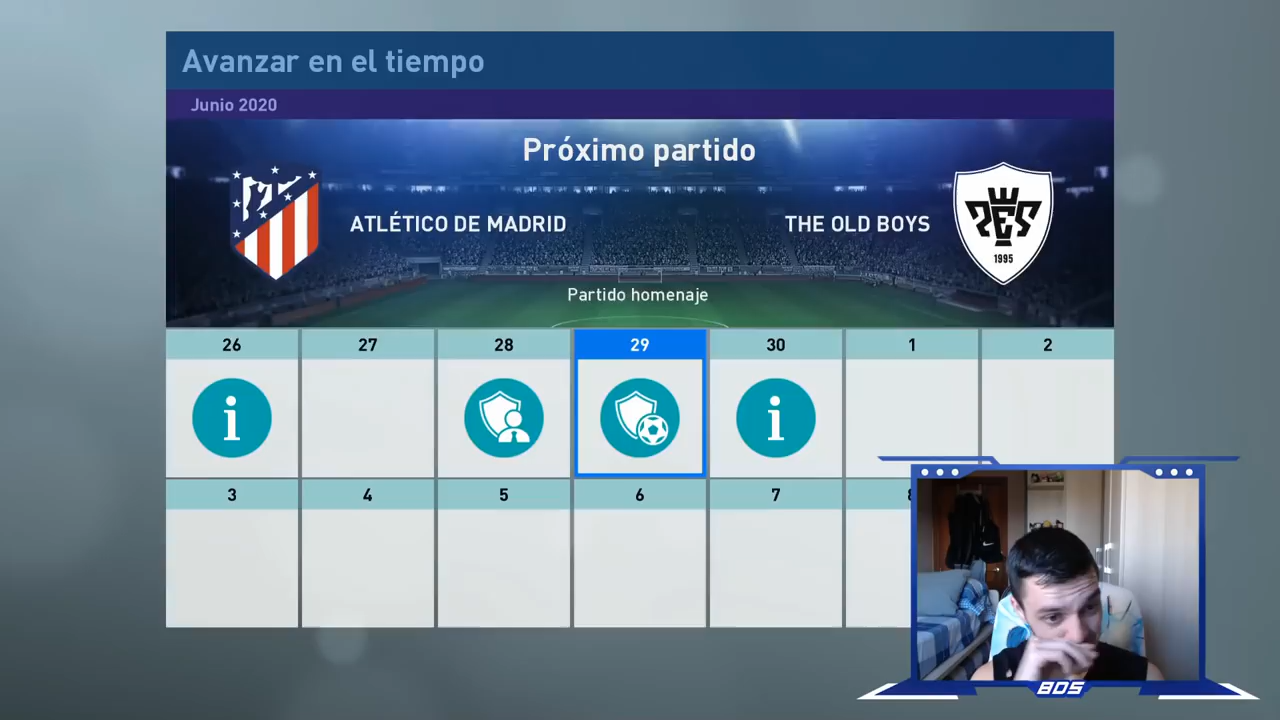 Avanzar en el tiempo
Junio 2020
Próximo partido
ATLÉTICO DE MADRID
THE OLD BOYS
PES
1995
Partido homenaje
26 27 28 29 30 1 2
3 4 5 6 7
BDS